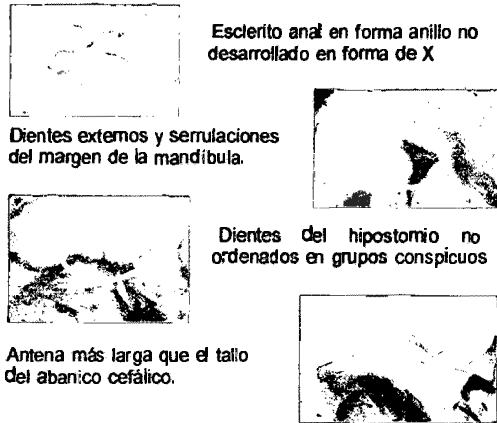 Esclerito anal en forma anillo no
desarrollado en forma de X
Dientes externos y serrulaciones
del margen de la mandíbula.
Dientes del hipostomio no
ordenados en grupos conspicuos
Antena más larga que el tallo
del abanico cefálico.